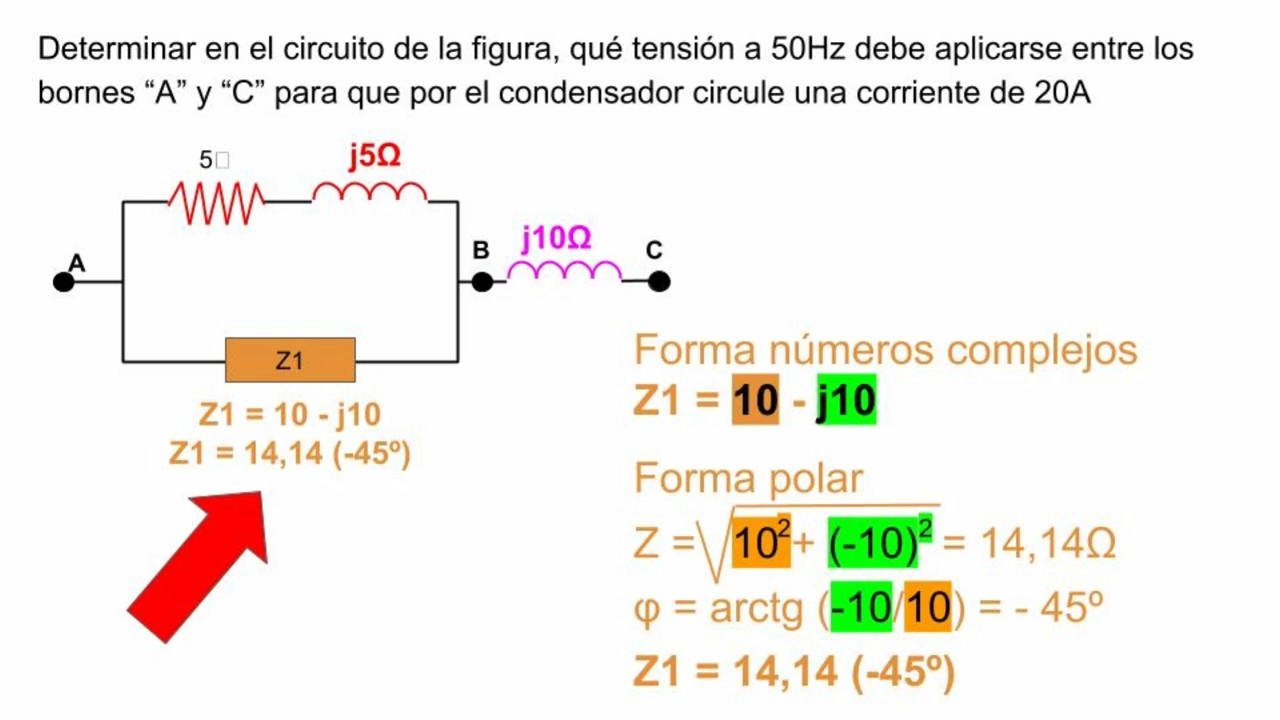 Determinar en el circuito de la figura, qué tensión a 50Hz debe aplicarse entre los
bornes “A” y “C” para que por el condensador circule una corriente de 20A
5□
j5Ω
A
B
j10Ω
C
Z1
Z1 = 10 - j10
Z1 = 14,14 (-45º)
Forma números complejos
Z1 = 10 - j10
Forma polar
Z = √10²+ (-10)² = 14,14Ω
φ = arctg (-10/10) = - 45º
Z1 = 14,14 (-45º)